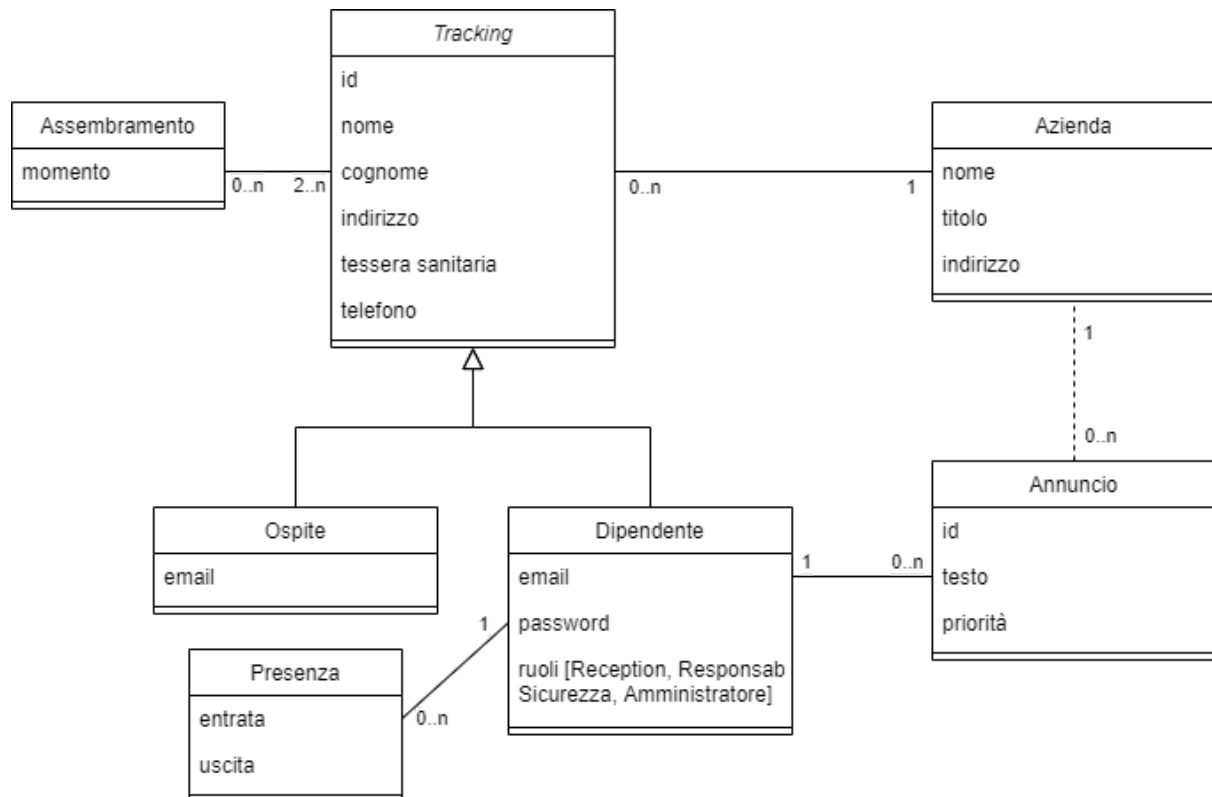 Tracking
id
nome
cognome
indirizzo
tessera sanitaria
telefono
Assembramento
momento
0..n
2..n
0..n
1
Azienda
nome
titolo
indirizzo
1
0..n
Annuncio
id
testo
priorità
Ospite
email
Dipendente
email
password
ruoli [Reception, Responsab
Sicurezza, Amministratore]
1
0..n
1
0..n
Presenza
entrata
uscita